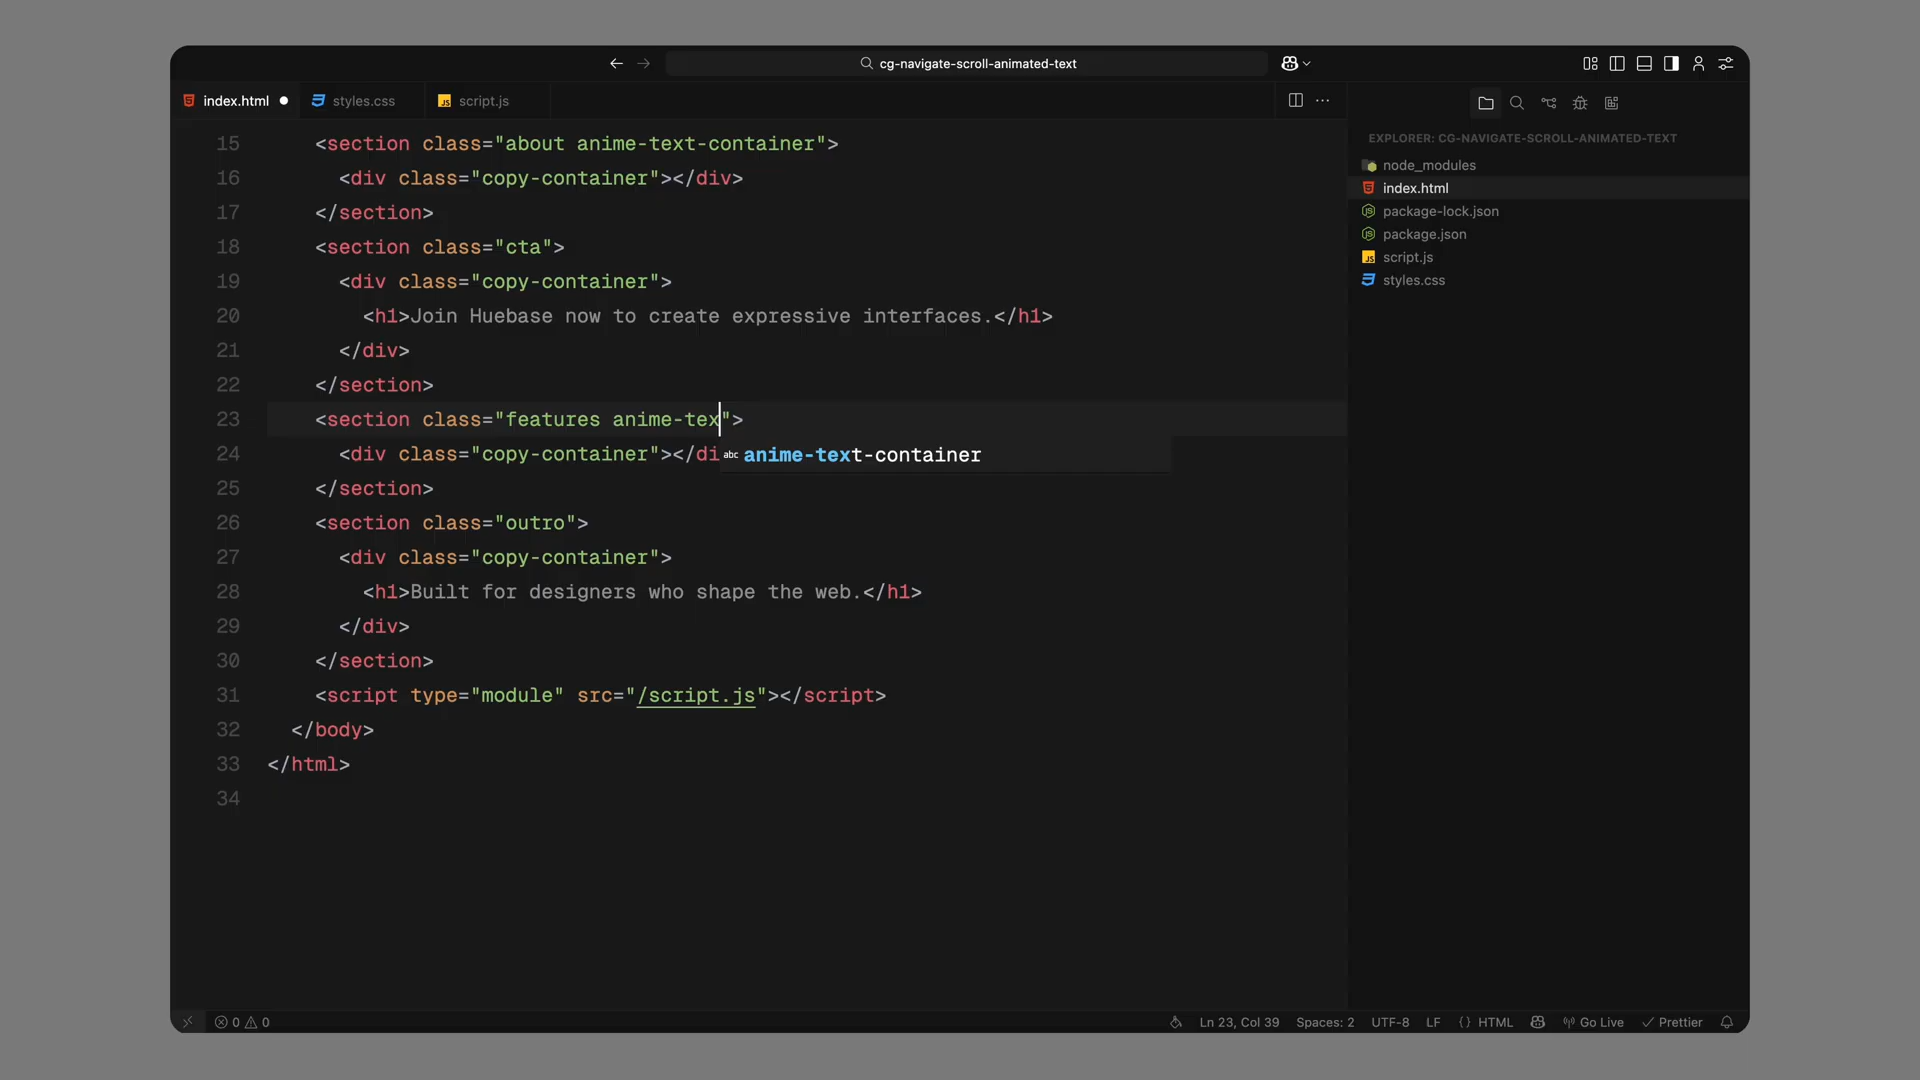 cg-navigate-scroll-animated-text
index.html
styles.css
script.js
EXPLORER: CG-NAVIGATE-SCROLL-ANIMATED-TEXT
node_modules
index.html
package-lock.json
package.json
script.js
styles.css
15 <section class="about anime-text-container">
16 <div class="copy-container"></div>
17 </section>
18 <section class="cta">
19 <div class="copy-container">
20 <h1>Join Huebase now to create expressive interfaces.</h1>
21 </div>
22 </section>
23 <section class="features anime-tex">
24 <div class="copy-container"></di
abc anime-text-container
25 </section>
26 <section class="outro">
27 <div class="copy-container">
28 <h1>Built for designers who shape the web.</h1>
29 </div>
30 </section>
31 <script type="module" src="/script.js"></script>
32 </body>
33 </html>
34
0 0
Ln 23, Col 39 Spaces: 2 UTF-8 LF {} HTML Go Live Prettier